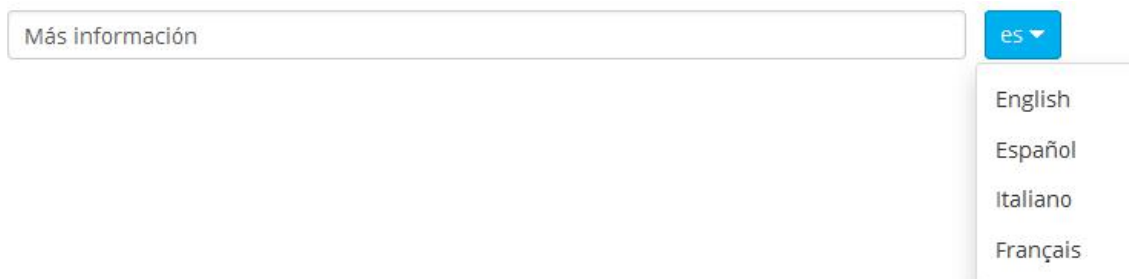 Más información
es
English
Español
Italiano
Français